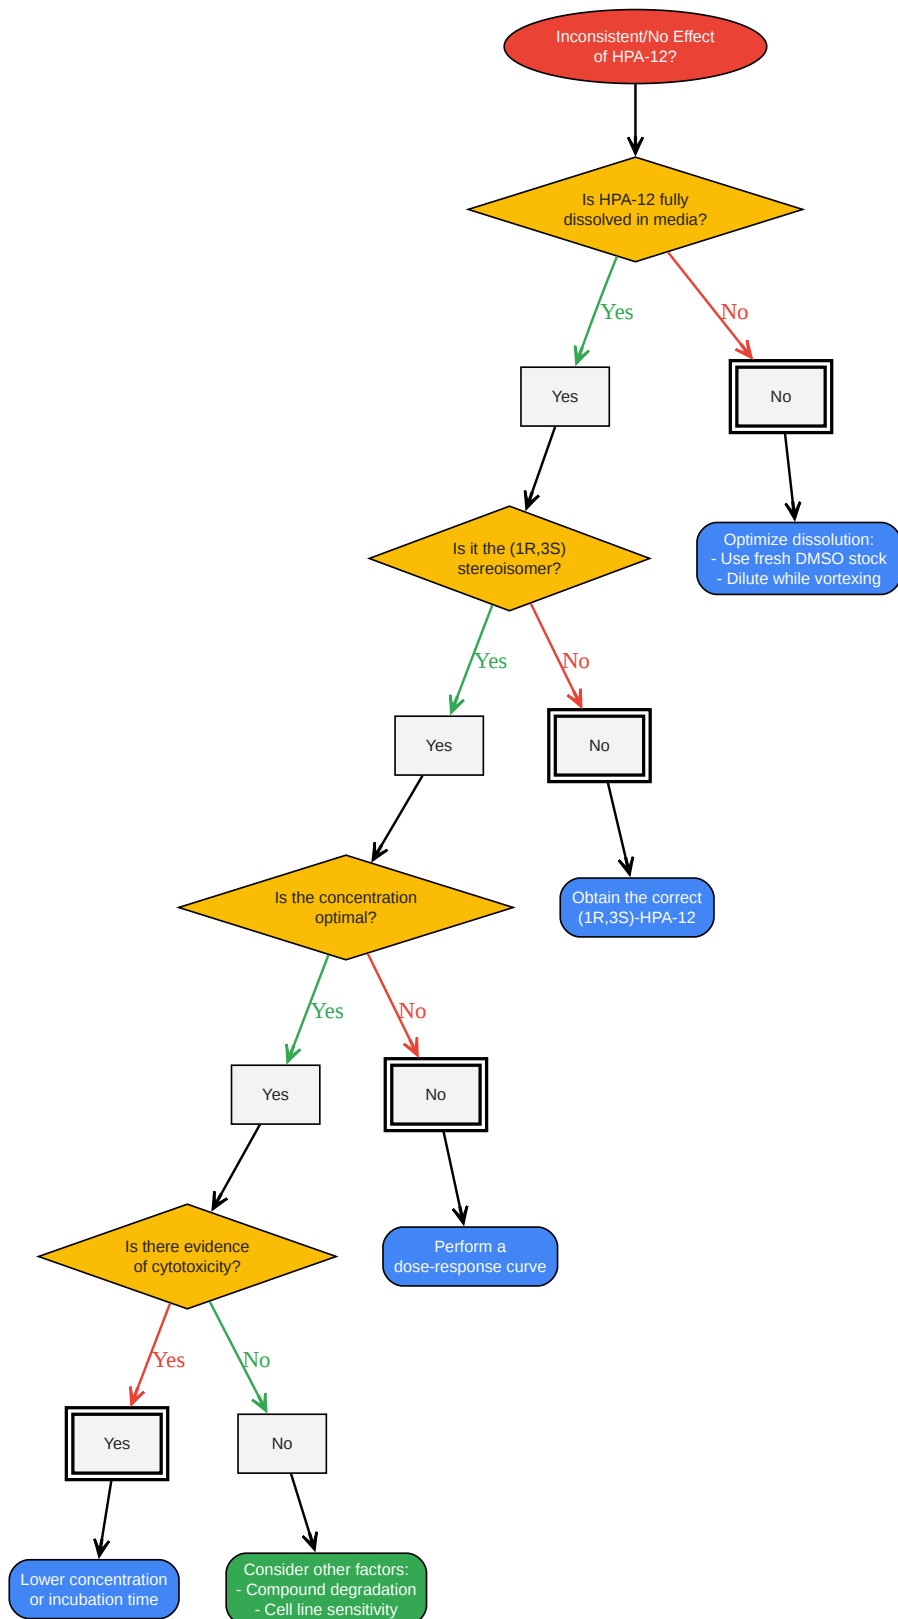 Inconsistent/No Effect
of HPA-12?
Is HPA-12 fully
dissolved in media?
Yes
No
Yes
No
Is it the (1R,3S)
stereoisomer?
Optimize dissolution:
- Use fresh DMSO stock
- Dilute while vortexing
Yes
No
Yes
No
Is the concentration
optimal?
Obtain the correct
(1R,3S)-HPA-12
Yes
No
Yes
No
Is there evidence
of cytotoxicity?
Perform a
dose-response curve
Yes
No
Yes
No
Lower concentration
or incubation time
Consider other factors:
- Compound degradation
- Cell line sensitivity